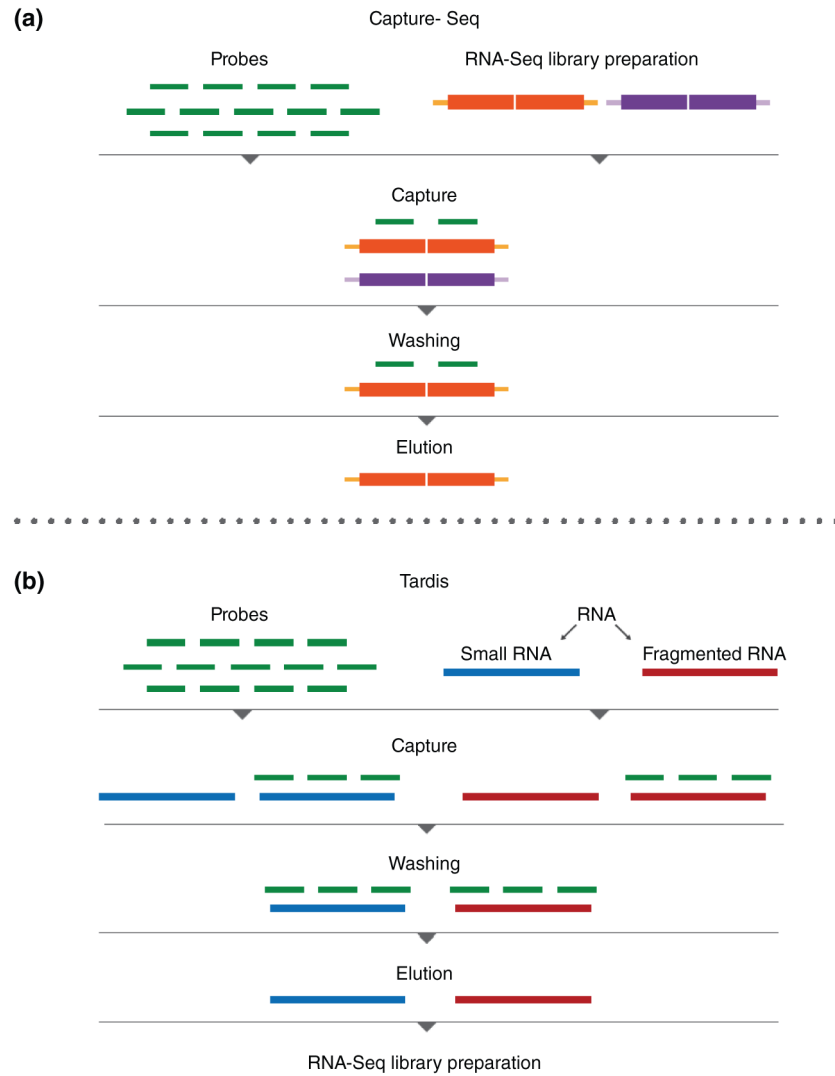 (a)
Capture- Seq
Probes
RNA-Seq library preparation
Capture
Washing
Elution
(b)
Tardis
Probes
RNA
Small RNA
Fragmented RNA
Capture
Washing
Elution
RNA-Seq library preparation